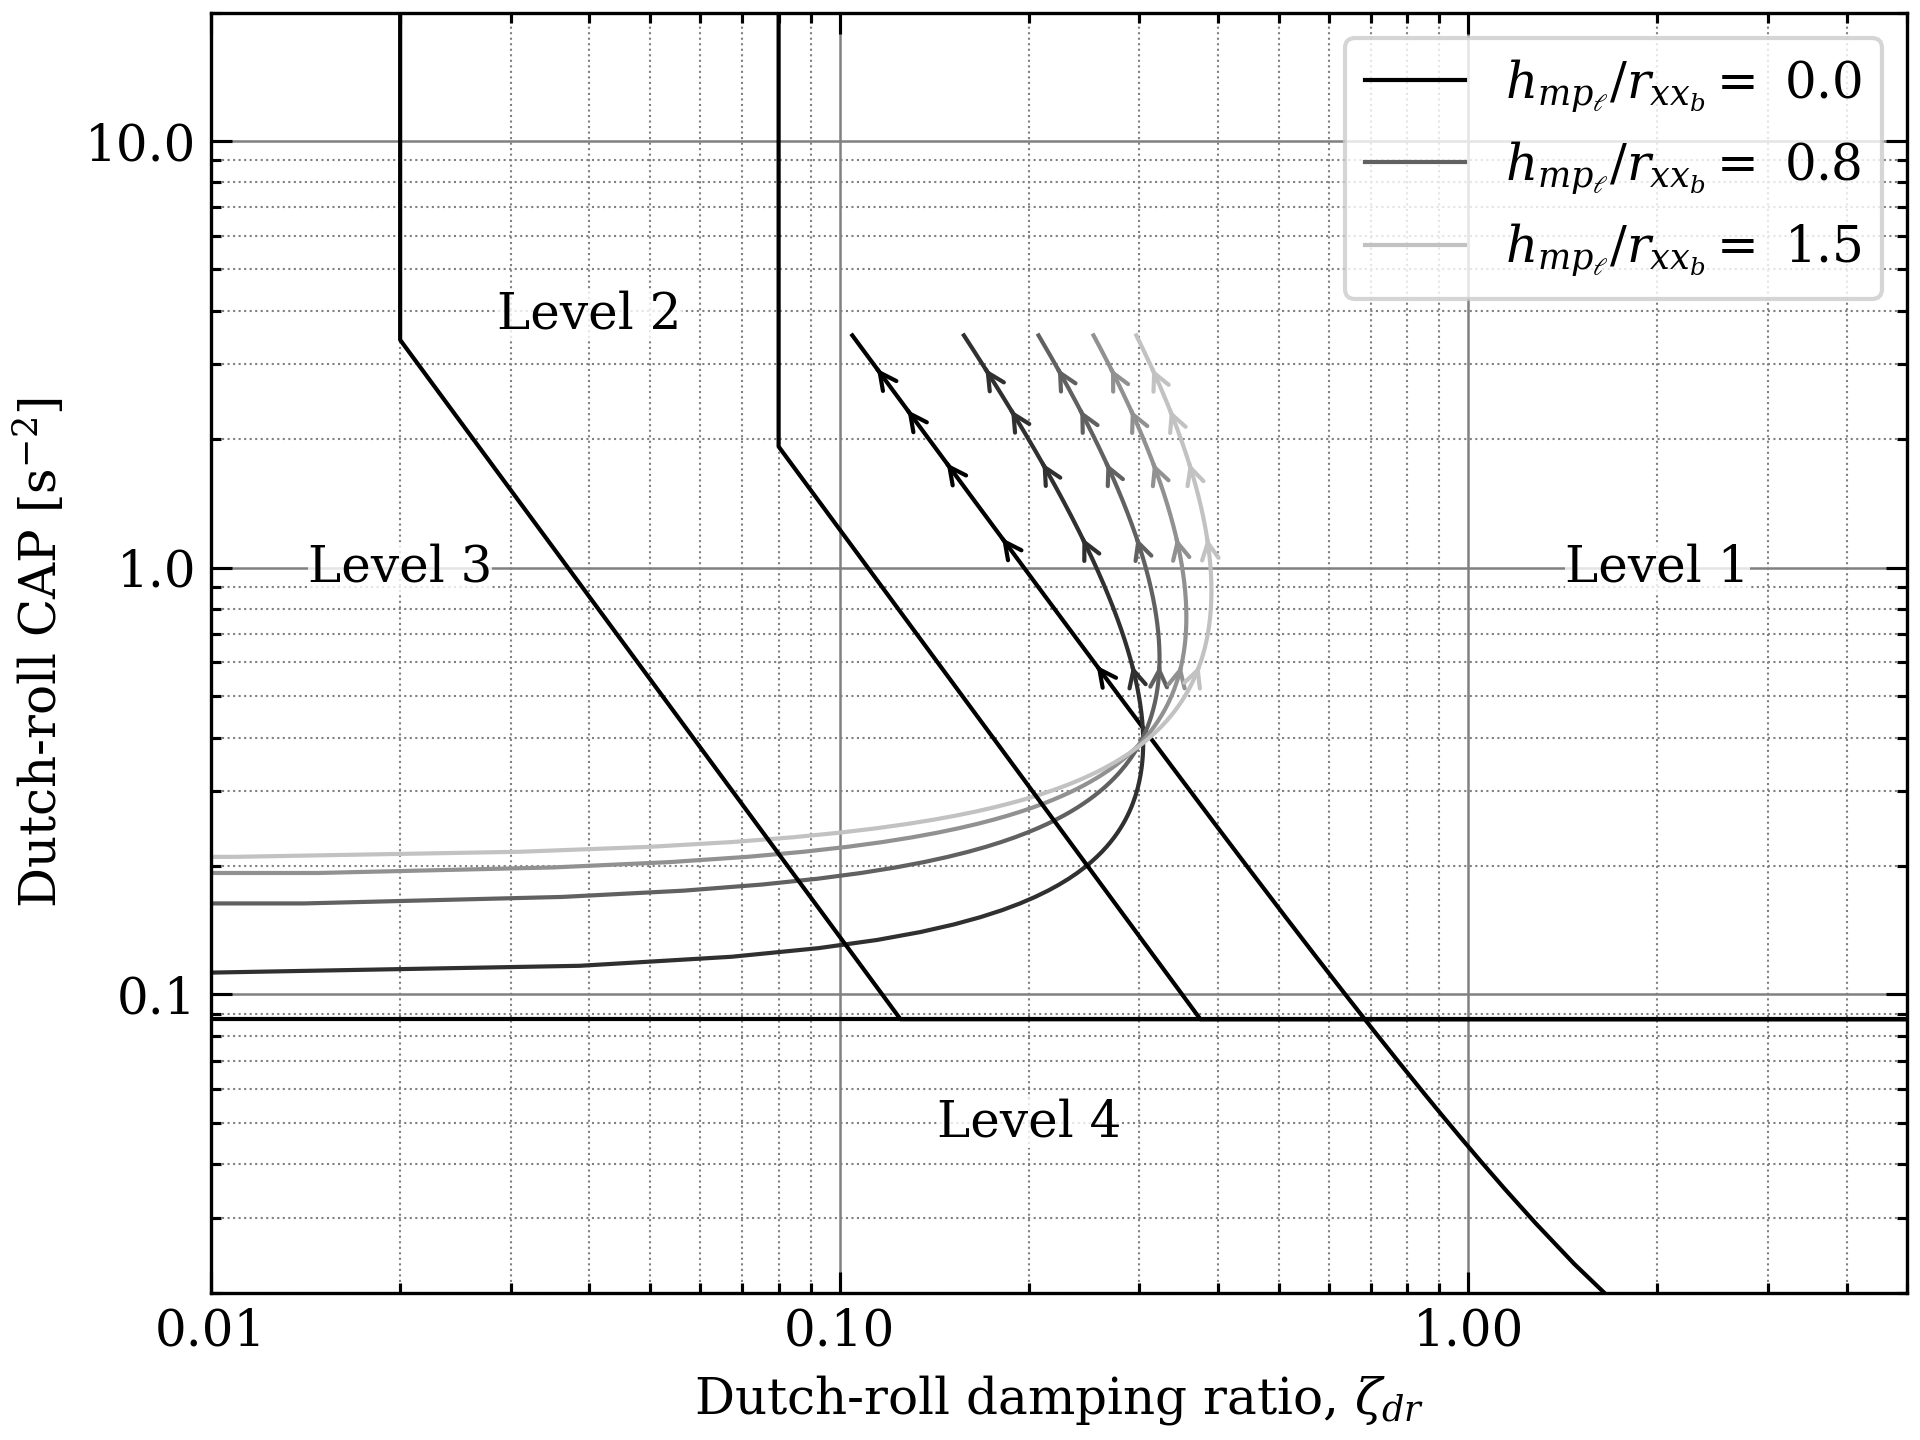 h_{mp_ℓ}/r_{xx_b} = 0.0
h_{mp_ℓ}/r_{xx_b} = 0.8
h_{mp_ℓ}/r_{xx_b} = 1.5
10.0
1.0
0.1
Dutch-roll CAP [s⁻²]
Level 2
Level 3
Level 1
Level 4
0.01
0.10
1.00
Dutch-roll damping ratio, ζ_{dr}